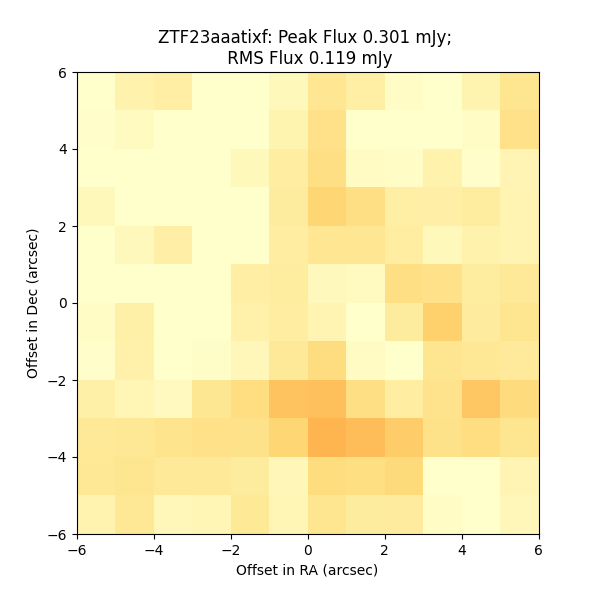 ZTF23aaatixf: Peak Flux 0.301 mJy;
RMS Flux 0.119 mJy
6
4
2
0
−2
−4
−6
Offset in Dec (arcsec)
−6 −4 −2 0 2 4 6
Offset in RA (arcsec)